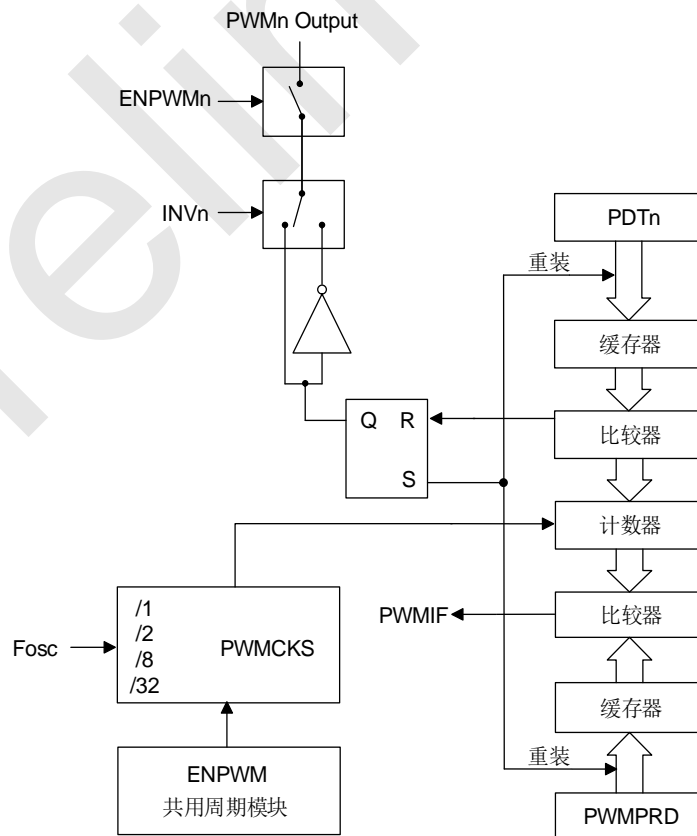 PWMn Output
ENPWMn
INVn
PDTn
重装
缓存器
Q R
比较器
S
计数器
/1
/2
/8
/32
PWMCKS
Fosc
PWMIF
比较器
缓存器
重装
ENPWM
共用周期模块
PWMPRD